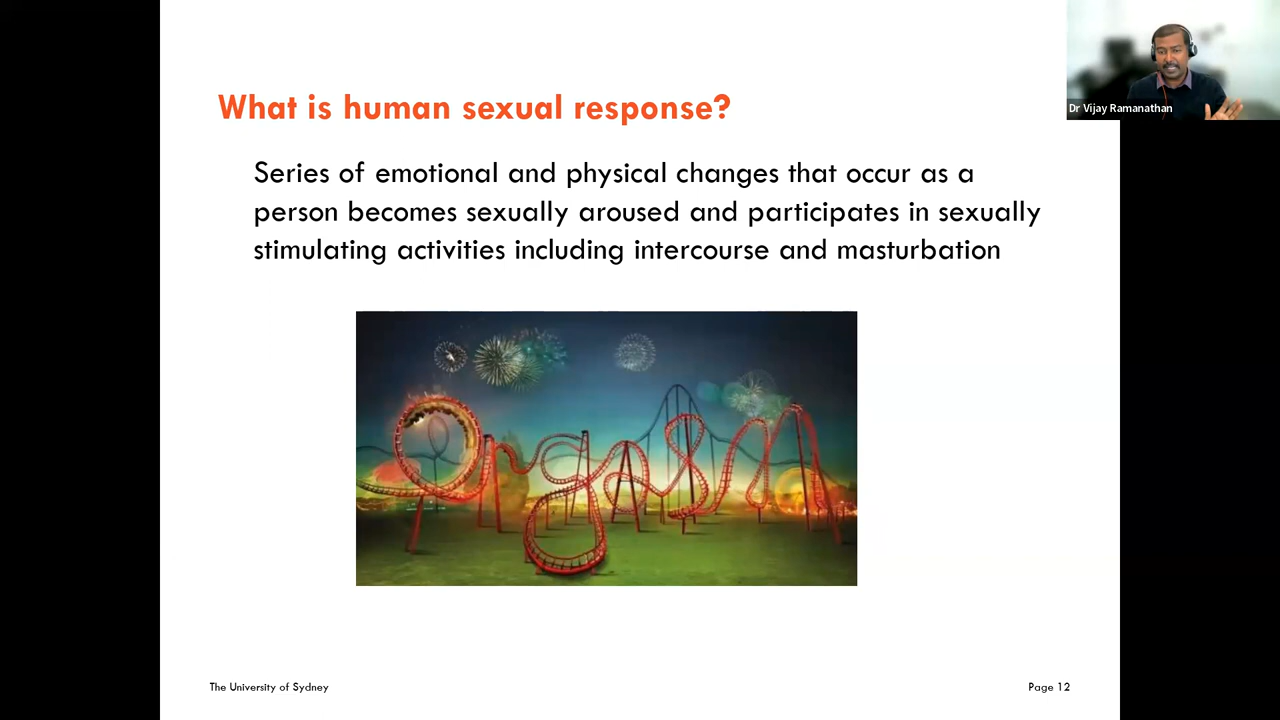 Dr Vijay Ramanathan
What is human sexual response?
Series of emotional and physical changes that occur as a
person becomes sexually aroused and participates in sexually
stimulating activities including intercourse and masturbation
Orgasm
The University of Sydney
Page 12